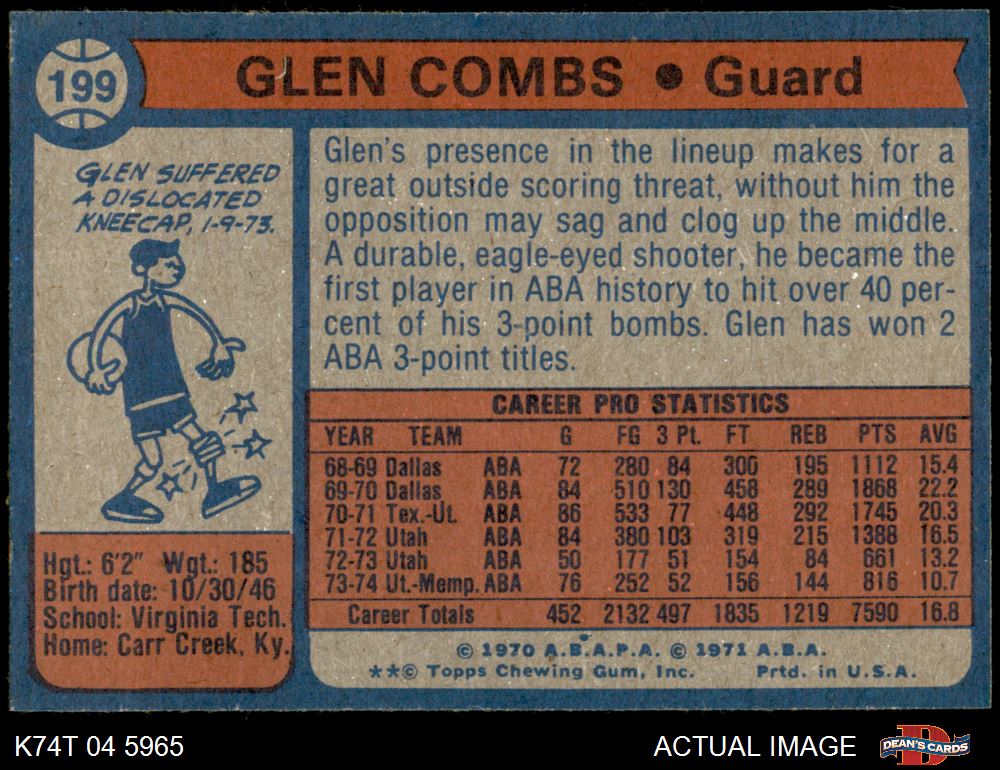 199
GLEN COMBS • Guard
GLEN SUFFERED
A DISLOCATED
KNEECAP, 1-9-73.
Glen's presence in the lineup makes for a
great outside scoring threat, without him the
opposition may sag and clog up the middle.
A durable, eagle-eyed shooter, he became the
first player in ABA history to hit over 40 per-
cent of his 3-point bombs. Glen has won 2
ABA 3-point titles.
Hgt.: 6'2" Wgt.: 185
Birth date: 10/30/46
School: Virginia Tech.
Home: Carr Creek, Ky.
CAREER PRO STATISTICS
YEAR TEAM G FG 3 Pt. FT REB PTS AVG
68-69 Dallas ABA 72 280 84 300 195 1112 15.4
69-70 Dallas ABA 84 510 130 458 289 1868 22.2
70-71 Tex.-Ut. ABA 86 533 77 448 292 1745 20.3
71-72 Utah ABA 84 380 103 319 215 1388 16.5
72-73 Utah ABA 50 177 51 154 84 661 13.2
73-74 Ut.-Memp. ABA 76 252 52 156 144 816 10.7
Career Totals 452 2132 497 1835 1219 7590 16.8
© 1970 A.B.A.P.A. © 1971 A.B.A.
**© Topps Chewing Gum, Inc. Prtd. in U.S.A.
K74T 04 5965 ACTUAL IMAGE
D
DEAN'S CARDS